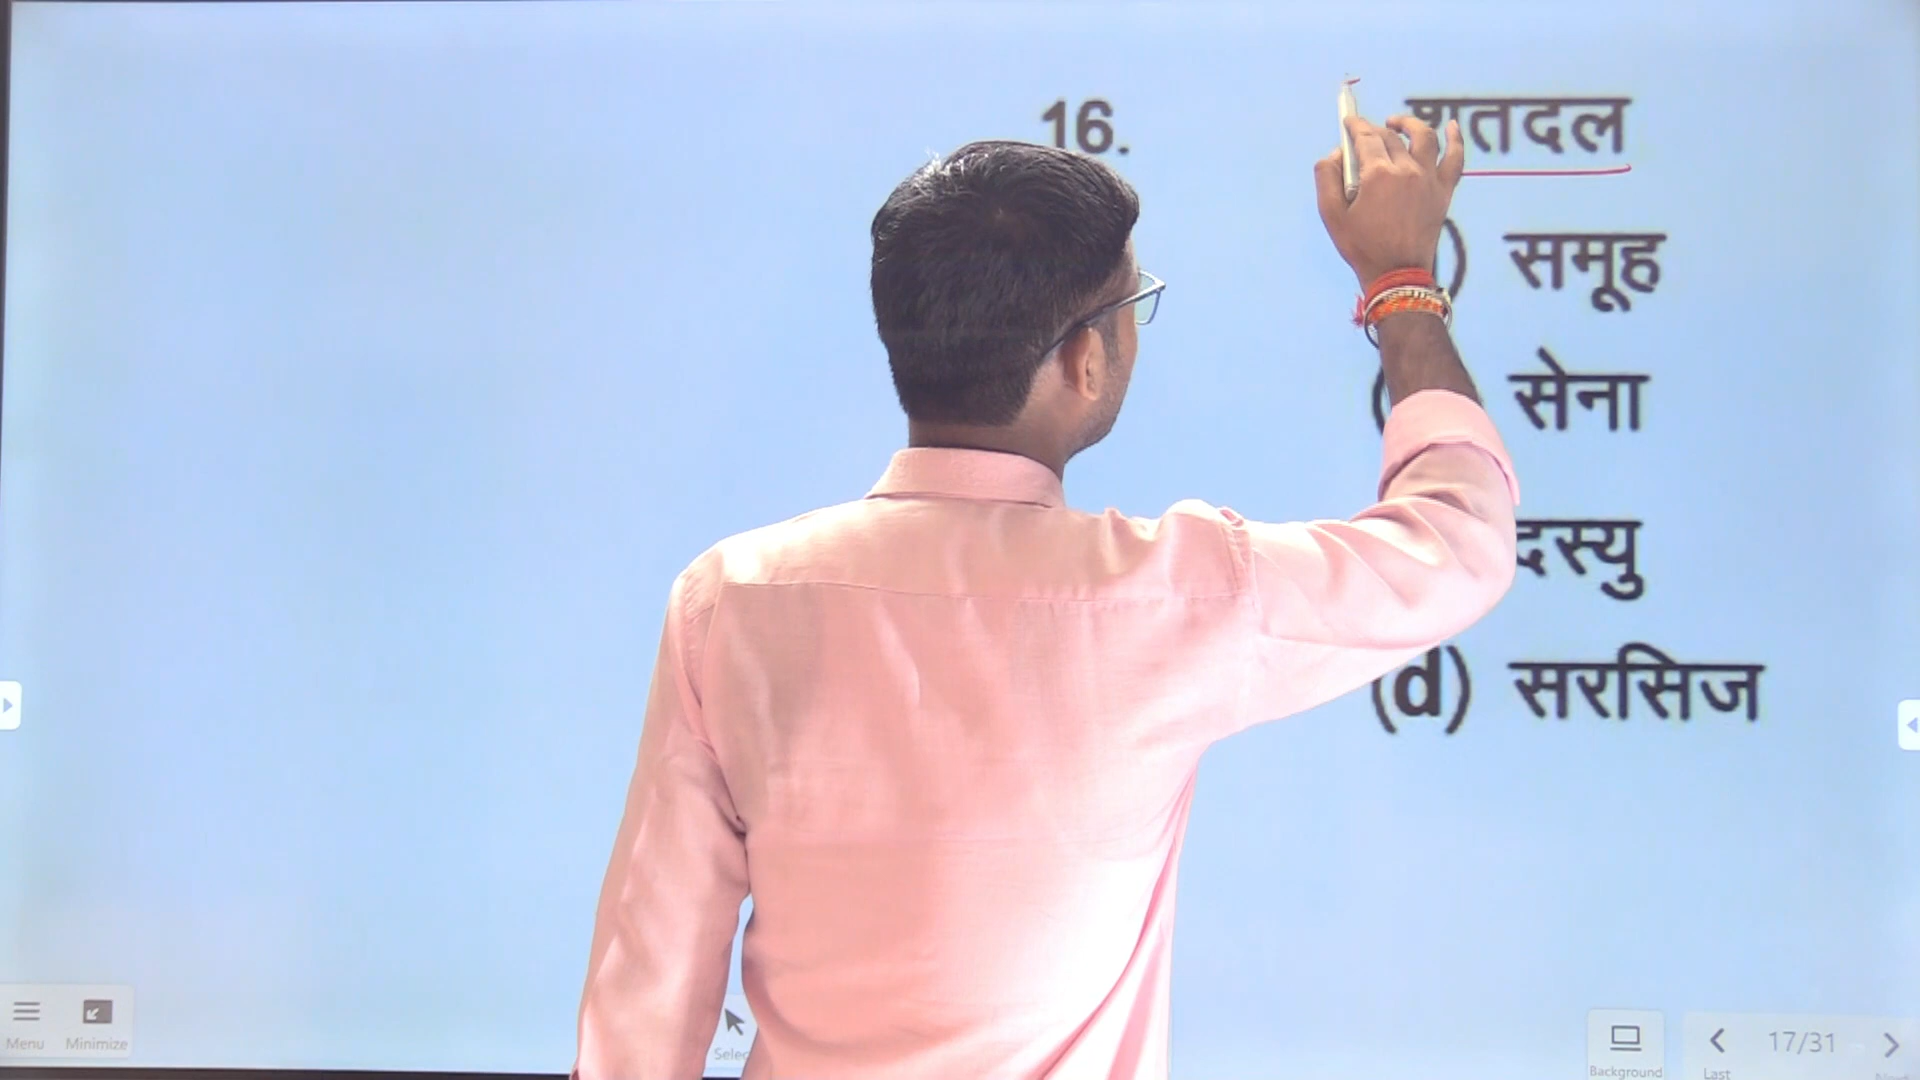 16. शतदल
समूह
सेना
दस्यु
(d) सरसिज
Menu Minimize
Background
17/31
Last